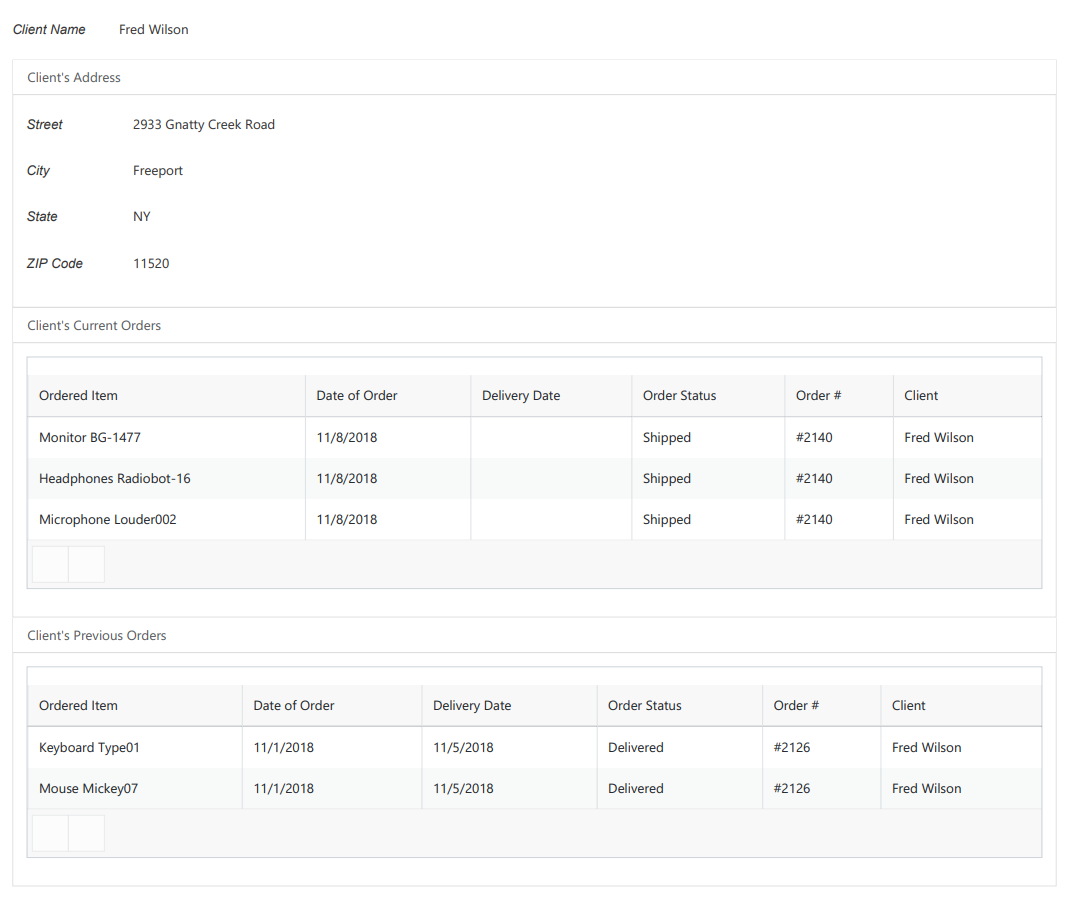 Client Name Fred Wilson
Client's Address
Street 2933 Gnatty Creek Road
City Freeport
State NY
ZIP Code 11520
Client's Current Orders
Ordered Item Date of Order Delivery Date Order Status Order # Client
Monitor BG-1477 11/8/2018 Shipped #2140 Fred Wilson
Headphones Radiobot-16 11/8/2018 Shipped #2140 Fred Wilson
Microphone Louder002 11/8/2018 Shipped #2140 Fred Wilson
Client's Previous Orders
Ordered Item Date of Order Delivery Date Order Status Order # Client
Keyboard Type01 11/1/2018 11/5/2018 Delivered #2126 Fred Wilson
Mouse Mickey07 11/1/2018 11/5/2018 Delivered #2126 Fred Wilson